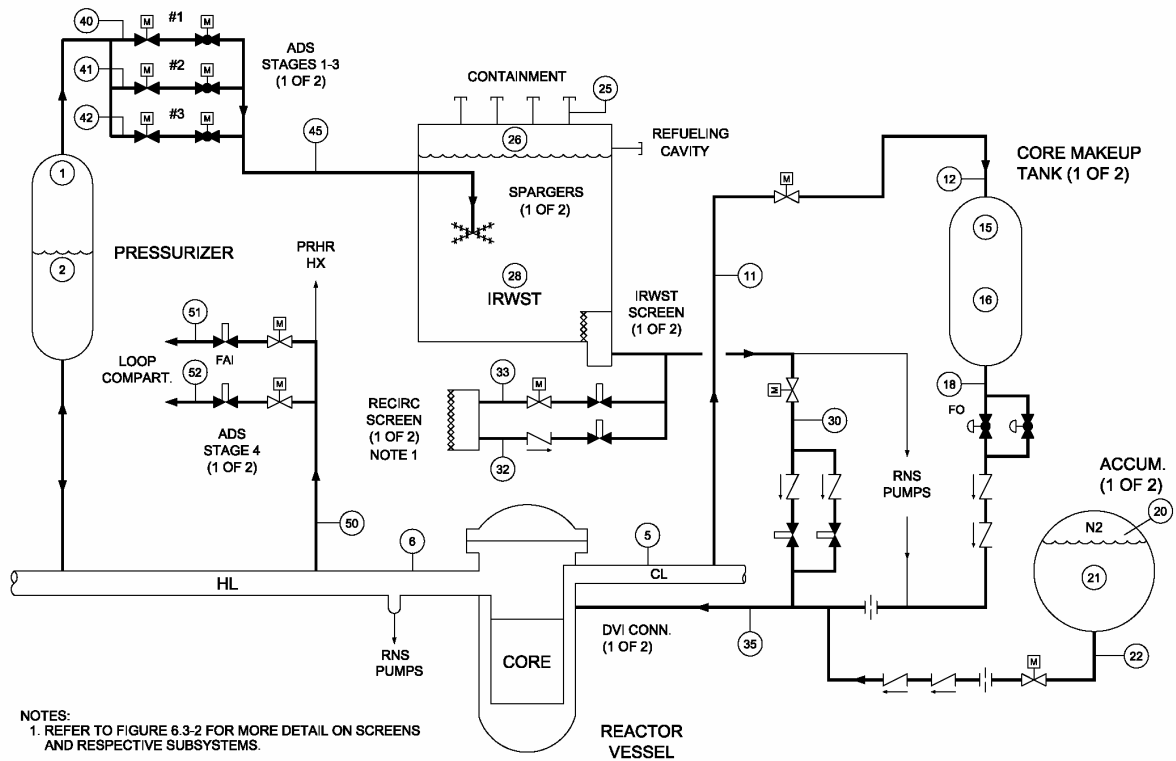 40
M
#1
M
41
M
#2
M
42
M
#3
M
ADS
STAGES 1-3
(1 OF 2)
45
CONTAINMENT
25
26
REFUELING
CAVITY
SPARGERS
(1 OF 2)
28
IRWST
IRWST
SCREEN
(1 OF 2)
1
2
PRESSURIZER
PRHR
HX
51
M
FAI
LOOP
COMPART.
52
M
ADS
STAGE 4
(1 OF 2)
50
33
M
RECIRC
SCREEN
(1 OF 2)
NOTE 1
32
M
12
CORE MAKEUP
TANK (1 OF 2)
15
16
11
M
30
18
FO
RNS
PUMPS
ACCUM.
(1 OF 2)
20
N2
21
22
M
6
5
HL
CL
RNS
PUMPS
CORE
DVI CONN.
(1 OF 2)
35
REACTOR
VESSEL
NOTES:
1. REFER TO FIGURE 6.3-2 FOR MORE DETAIL ON SCREENS
AND RESPECTIVE SUBSYSTEMS.